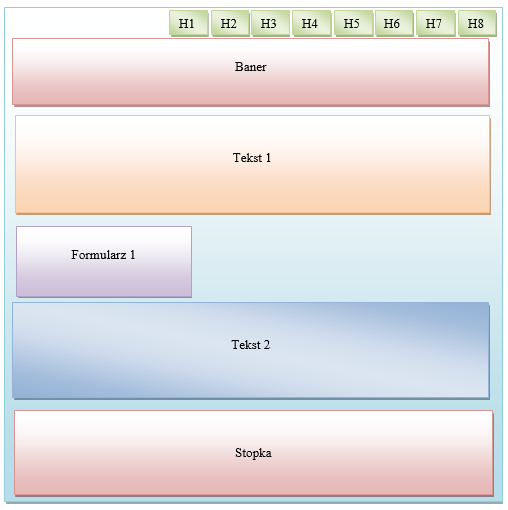 H1 H2 H3 H4 H5 H6 H7 H8
Baner
Tekst 1
Formularz 1
Tekst 2
Stopka